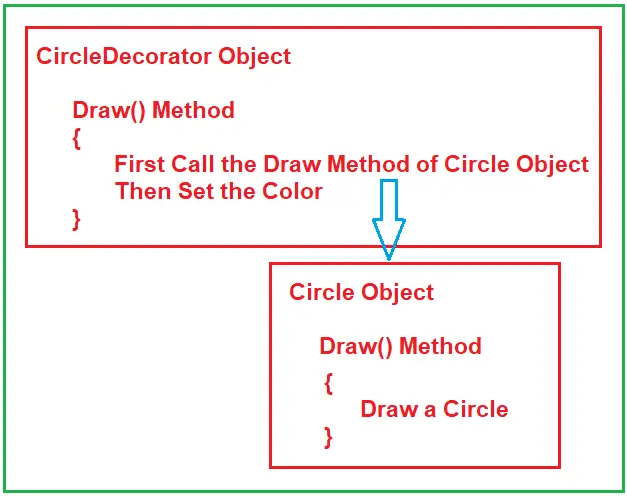 CircleDecorator Object
Draw() Method
{
First Call the Draw Method of Circle Object
Then Set the Color
}
Circle Object
Draw() Method
{
Draw a Circle
}